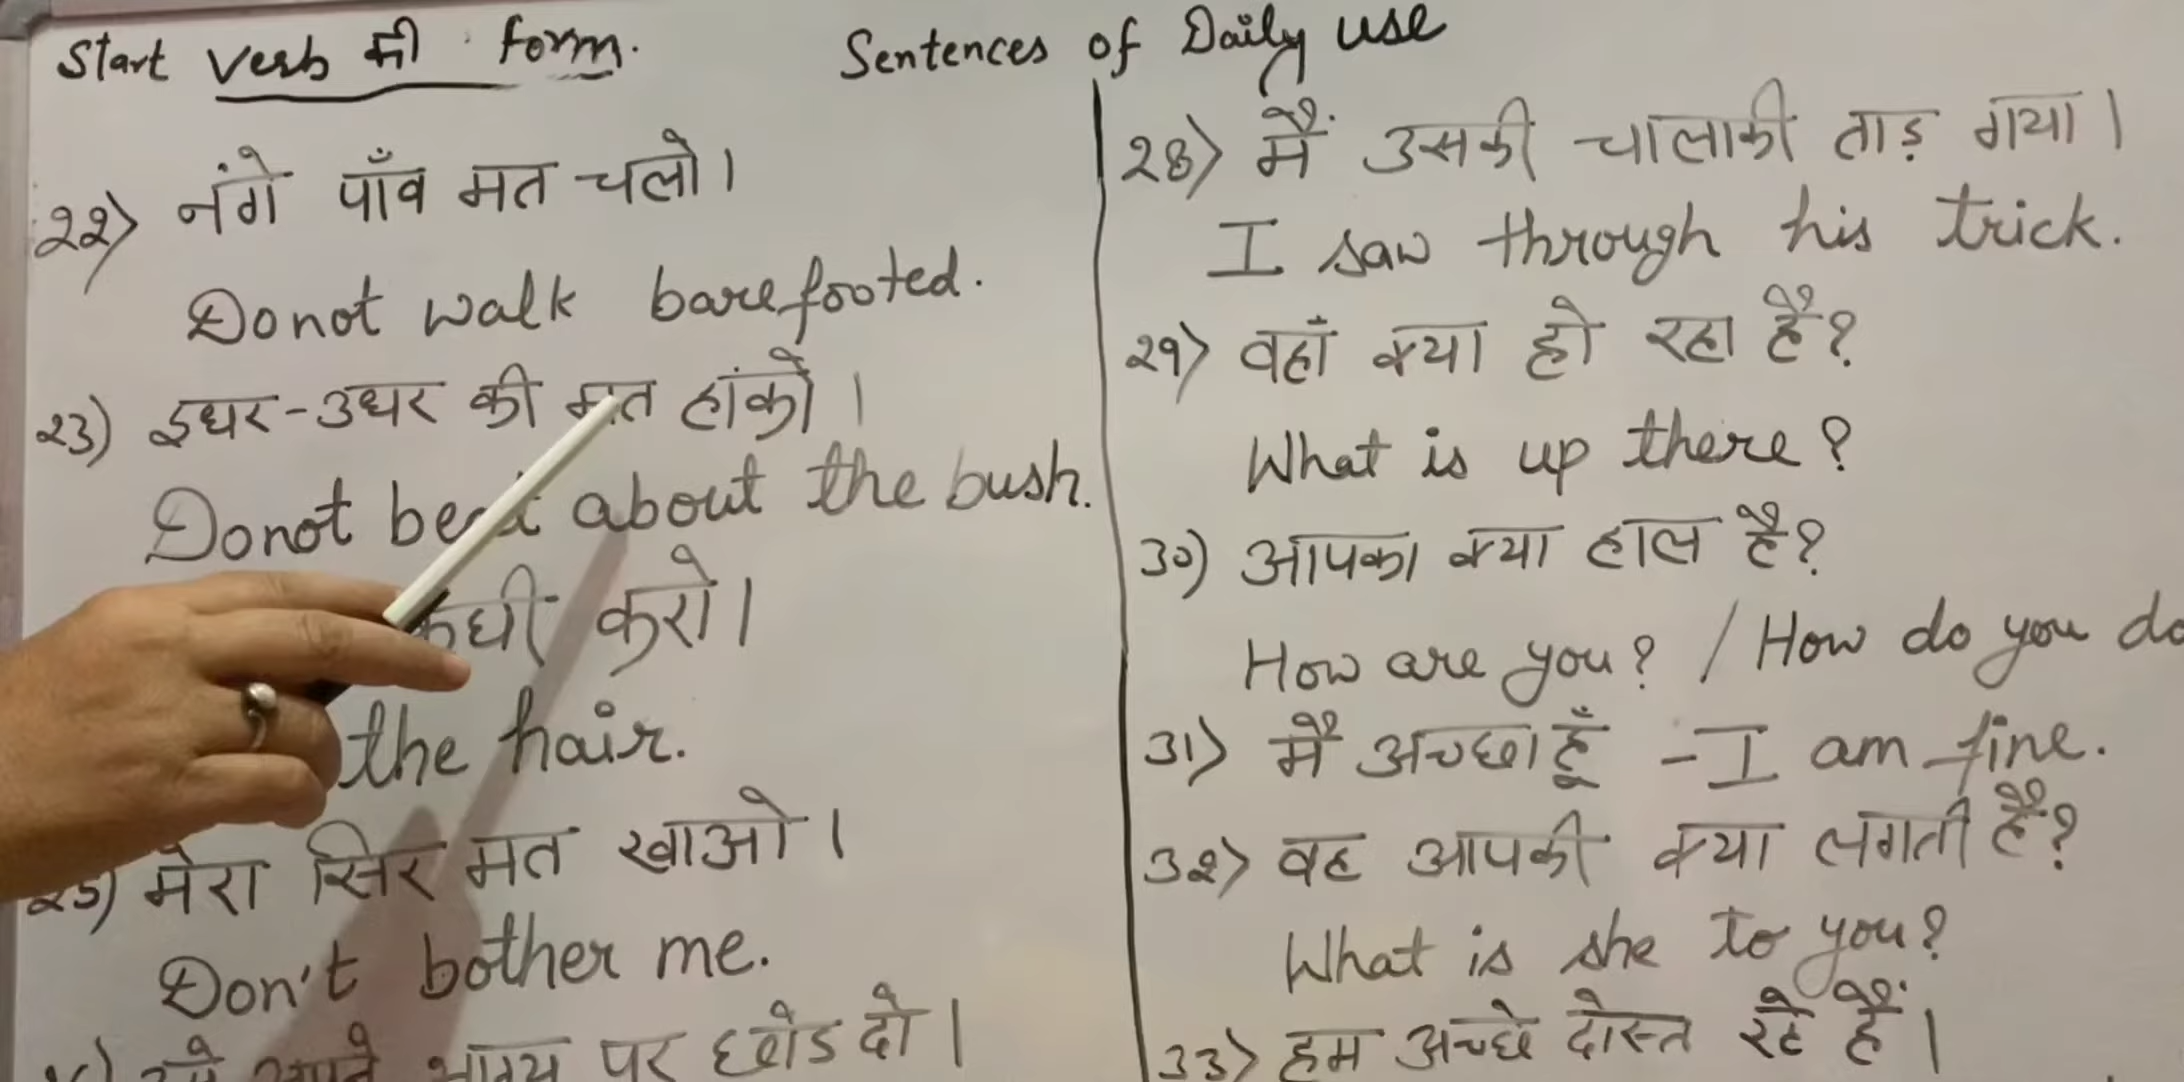 Start verb की form.
Sentences of Daily use
22) नंगे पाँव मत चलो।
Donot walk barefooted.
23) इधर-उधर की मत हांको।
Donot beat about the bush.
करो।
the hair.
25) मेरा सिर मत खाओ।
Don't bother me.
पर छोड दो।
28) मैं उसकी चालाकी ताड़ गया।
I saw through his trick.
29) वहाँ क्या हो रहा है?
What is up there?
30) आपका क्या हाल है?
How are you? / How do you do
31) मै अच्छा हूँ - I am fine.
32) वह आपकी क्या लगती है?
What is she to you?
33) हम अच्छे दोस्त रहे हैं।